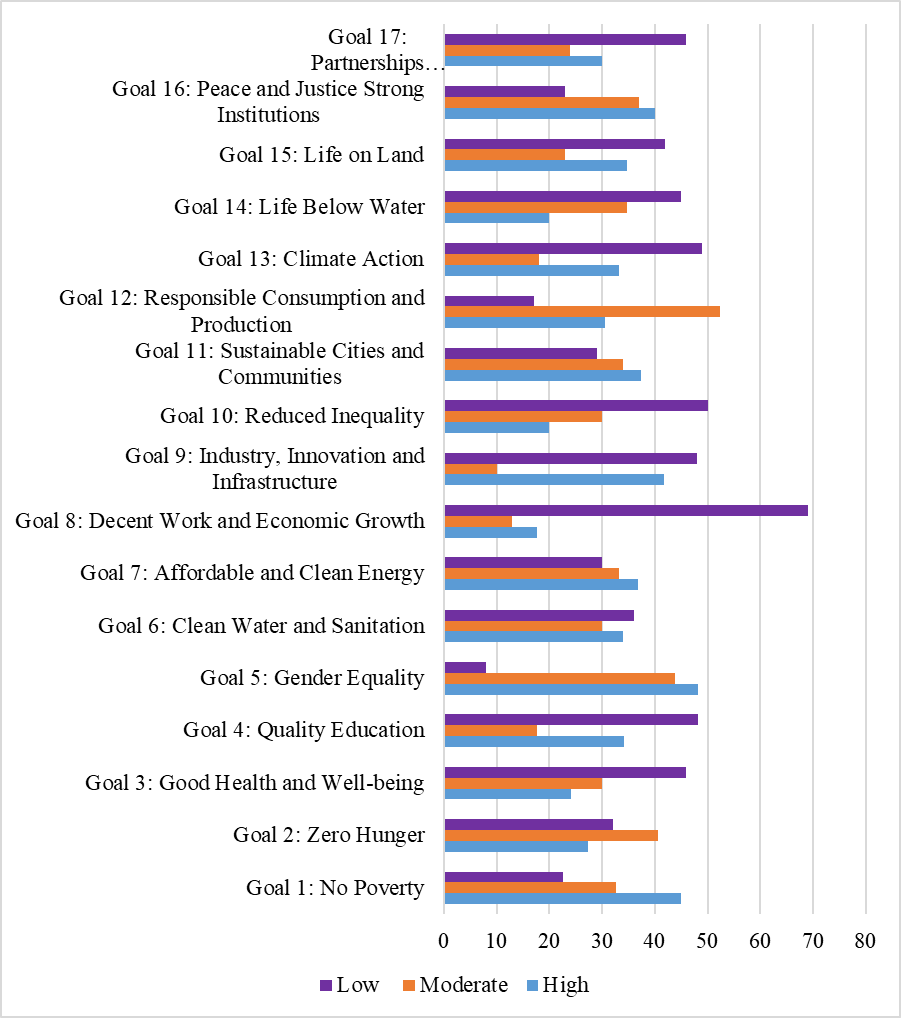 Goal 17:
Partnerships…
Goal 16: Peace and Justice Strong
Institutions
Goal 15: Life on Land
Goal 14: Life Below Water
Goal 13: Climate Action
Goal 12: Responsible Consumption and
Production
Goal 11: Sustainable Cities and
Communities
Goal 10: Reduced Inequality
Goal 9: Industry, Innovation and
Infrastructure
Goal 8: Decent Work and Economic Growth
Goal 7: Affordable and Clean Energy
Goal 6: Clean Water and Sanitation
Goal 5: Gender Equality
Goal 4: Quality Education
Goal 3: Good Health and Well-being
Goal 2: Zero Hunger
Goal 1: No Poverty
0 10 20 30 40 50 60 70 80
Low Moderate High